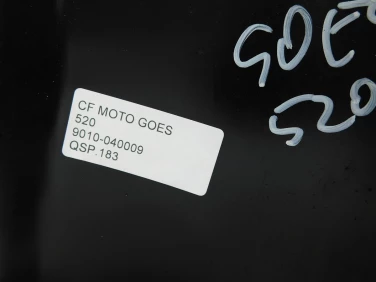 CF MOTO GOES
520
9010-040009
QSP.183
GOES
520